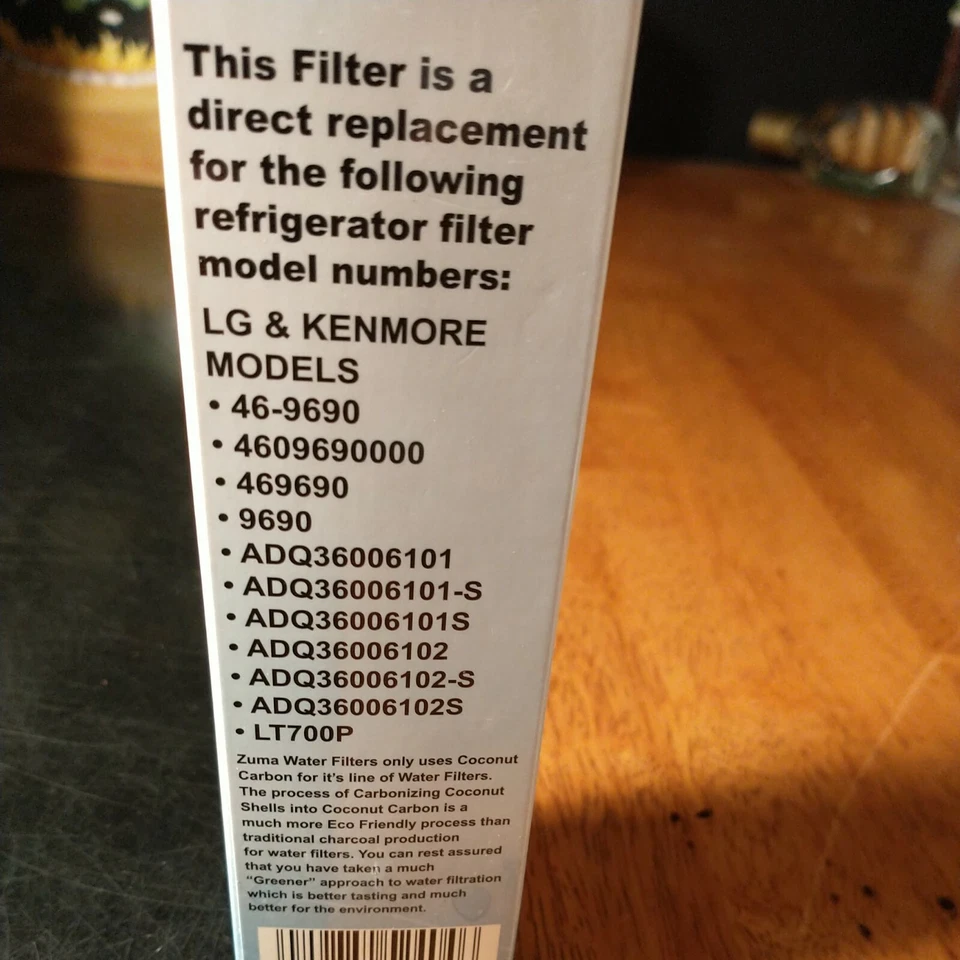 This Filter is a
direct replacement
for the following
refrigerator filter
model numbers:
LG & KENMORE
MODELS
• 46-9690
• 4609690000
• 469690
• 9690
• ADQ36006101
• ADQ36006101-S
• ADQ36006101S
• ADQ36006102
• ADQ36006102-S
• ADQ36006102S
• LT700P
Zuma Water Filters only uses Coconut
Carbon for it's line of Water Filters.
The process of Carbonizing Coconut
Shells into Coconut Carbon is a
much more Eco Friendly process than
traditional charcoal production
for water filters. You can rest assured
that you have taken a much
"Greener" approach to water filtration
which is better tasting and much
better for the environment.